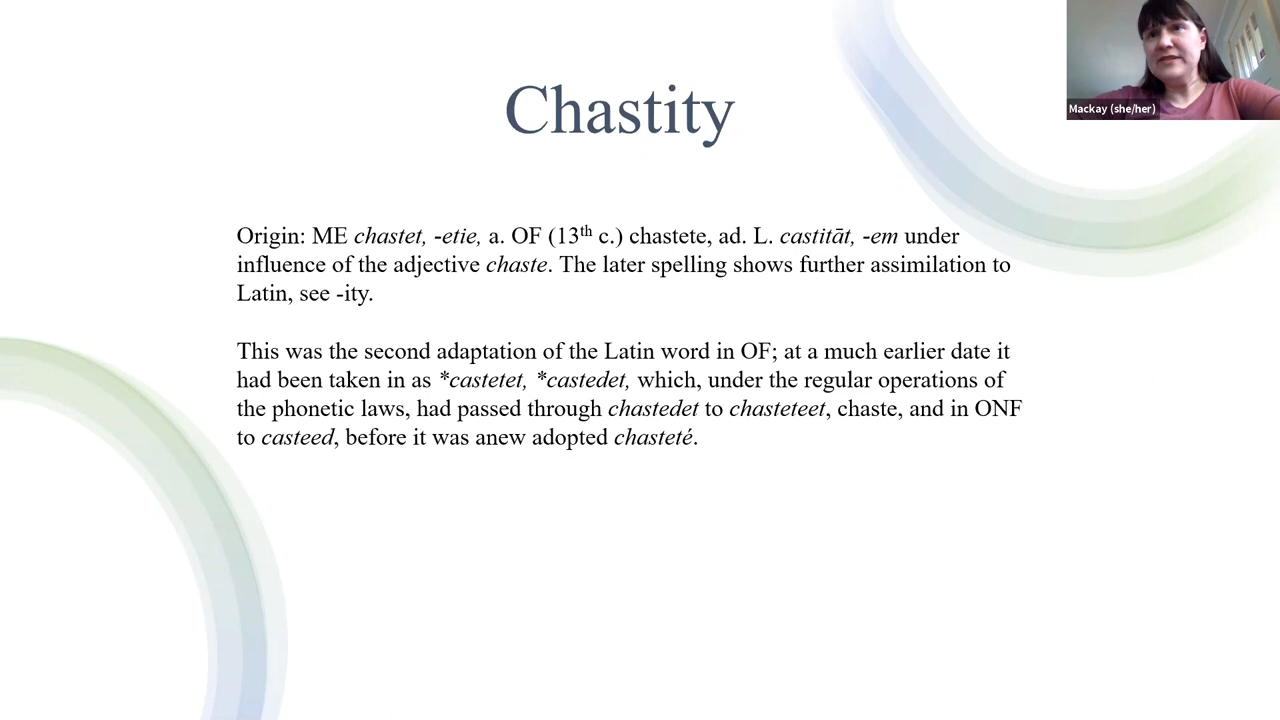 Chastity
Mackay (she/her)
Origin: ME chastet, -etie, a. OF (13th c.) chastete, ad. L. castitāt, -em under
influence of the adjective chaste. The later spelling shows further assimilation to
Latin, see -ity.
This was the second adaptation of the Latin word in OF; at a much earlier date it
had been taken in as *castetet, *castedet, which, under the regular operations of
the phonetic laws, had passed through chastedet to chasteteet, chaste, and in ONF
to casteed, before it was anew adopted chasteté.